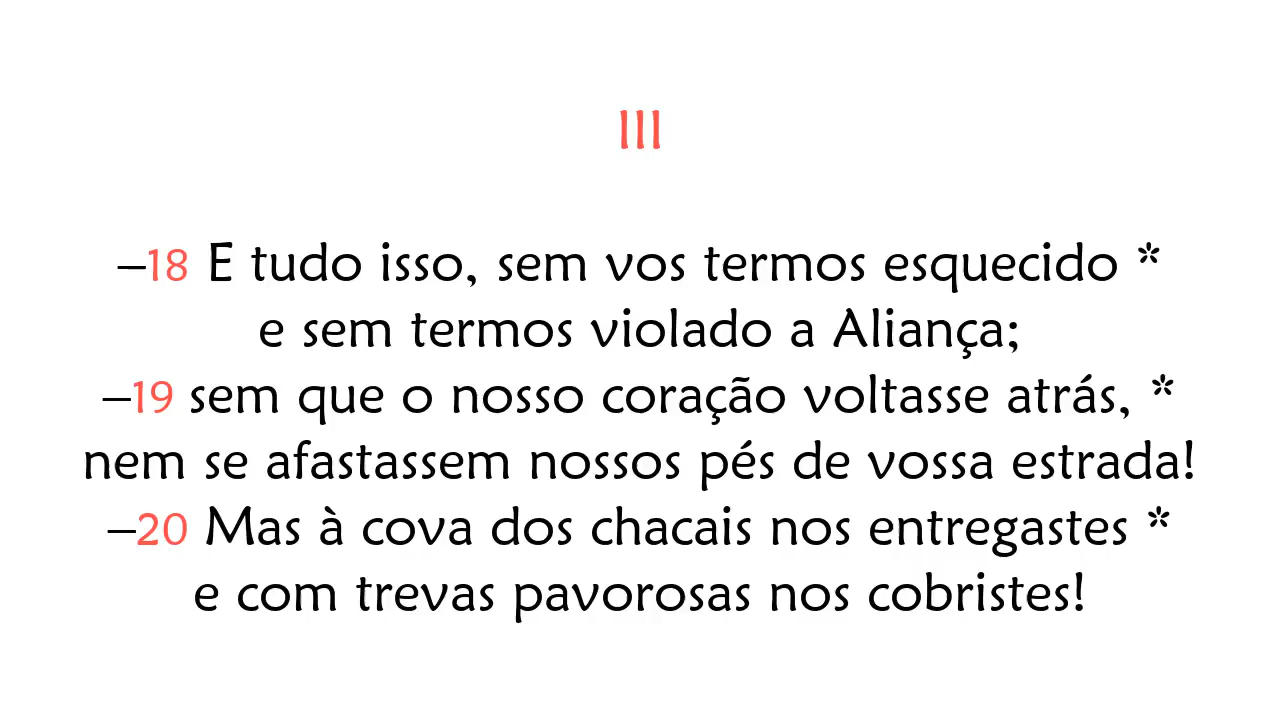 III
–18 E tudo isso, sem vos termos esquecido *
e sem termos violado a Aliança;
–19 sem que o nosso coração voltasse atrás, *
nem se afastassem nossos pés de vossa estrada!
–20 Mas à cova dos chacais nos entregastes *
e com trevas pavorosas nos cobristes!